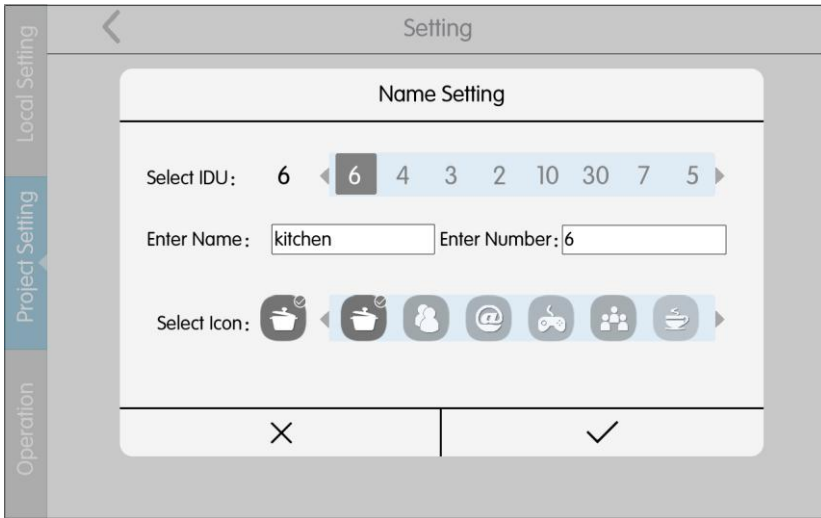 Setting
Local Setting
Project Setting
Operation
Name Setting
Select IDU: 6 6 4 3 2 10 30 7 5
Enter Name: kitchen Enter Number: 6
Select Icon: @